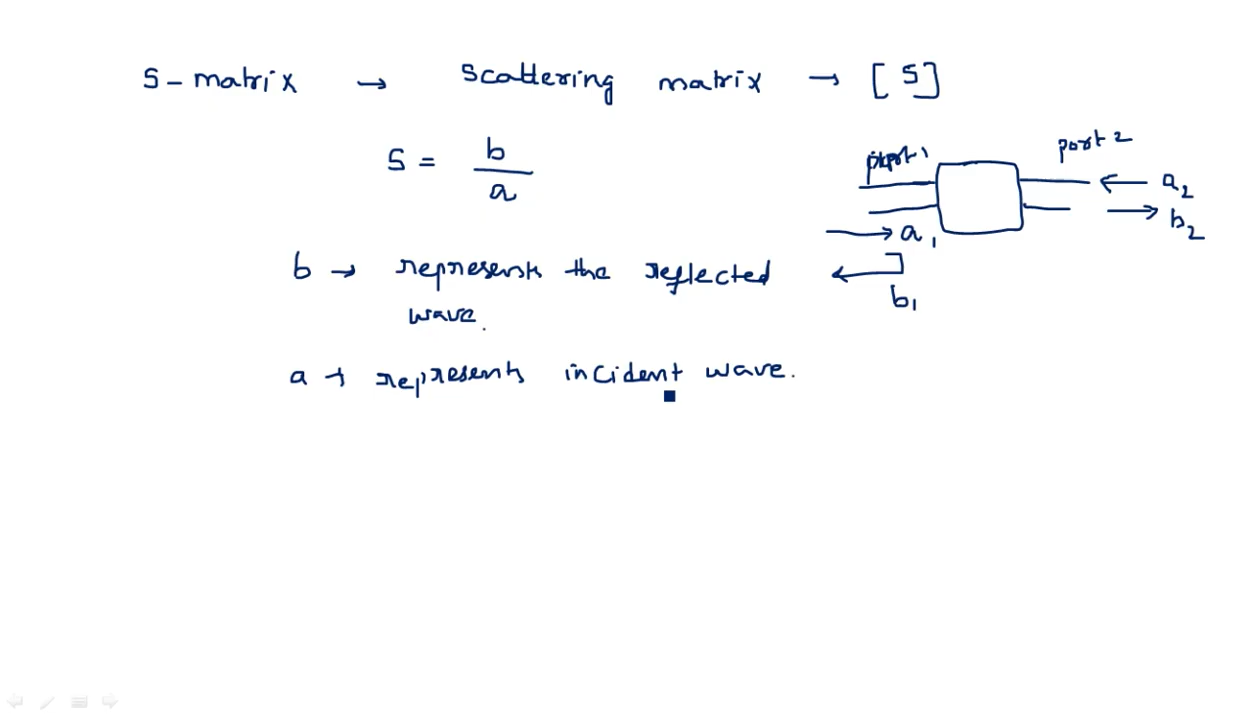 S - matrix → Scattering matrix → [S]
S = b / a
port 1
port 2
a2
b2
a1
b1
b → represents the reflected
wave.
a → represents incident wave.